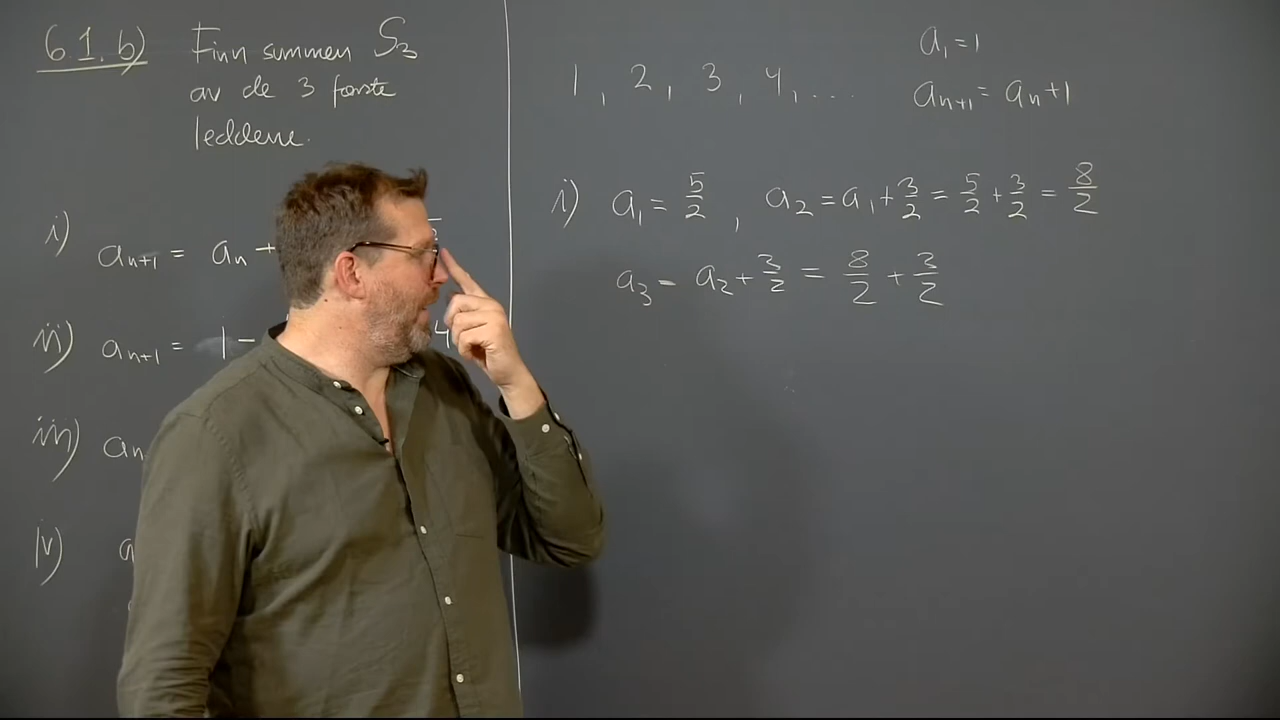 6.1.b) Finn summen S₃
av de 3 første
leddene.
i) aₙ₊₁ = aₙ +
ii) aₙ₊₁ = 1 - 4
iii) aₙ
iv) a
1, 2, 3, 4, ...
a₁ = 1
aₙ₊₁ = aₙ + 1
i) a₁ = 5/2, a₂ = a₁ + 3/2 = 5/2 + 3/2 = 8/2
a₃ = a₂ + 3/2 = 8/2 + 3/2